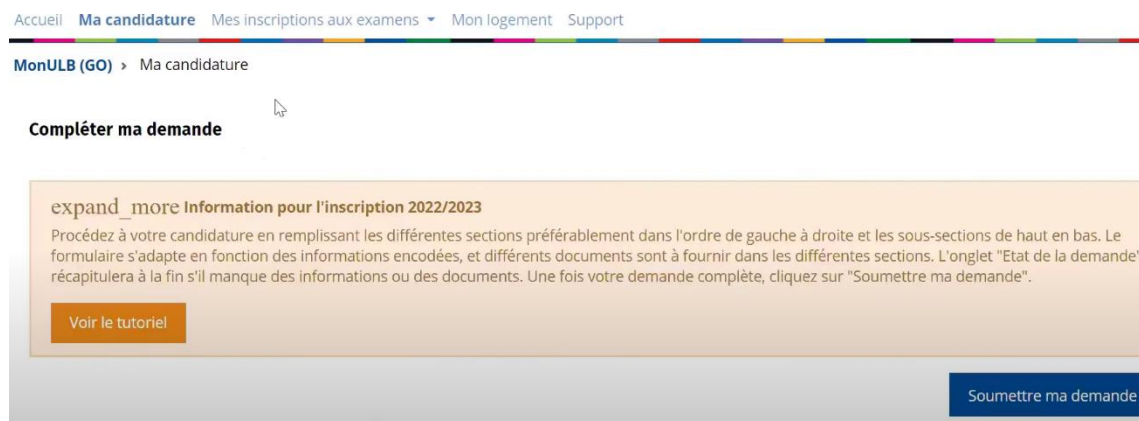 Accueil Ma candidature Mes inscriptions aux examens Mon logement Support
MonULB (GO) › Ma candidature
Compléter ma demande
expand_more Information pour l'inscription 2022/2023
Procédez à votre candidature en remplissant les différentes sections préférablement dans l'ordre de gauche à droite et les sous-sections de haut en bas. Le
formulaire s'adapte en fonction des informations encodées, et différents documents sont à fournir dans les différentes sections. L'onglet "Etat de la demande"
récapitulera à la fin s'il manque des informations ou des documents. Une fois votre demande complète, cliquez sur "Soumettre ma demande".
Voir le tutoriel
Soumettre ma demande